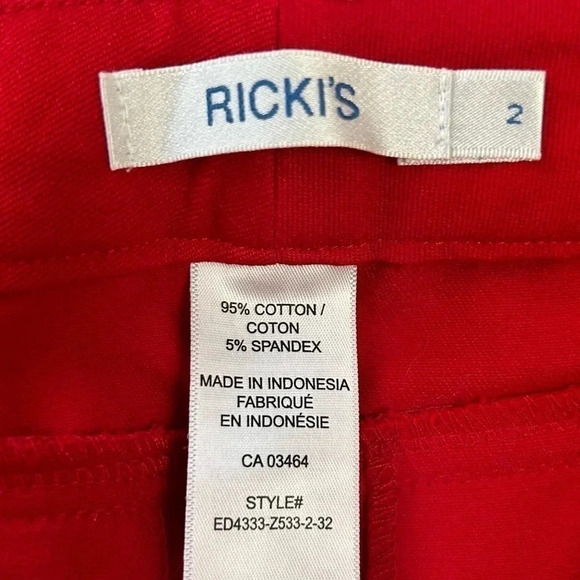 RICKI'S
2
95% COTTON /
COTON
5% SPANDEX
MADE IN INDONESIA
FABRIQUÉ
EN INDONÉSIE
CA 03464
STYLE#
ED4333-Z533-2-32